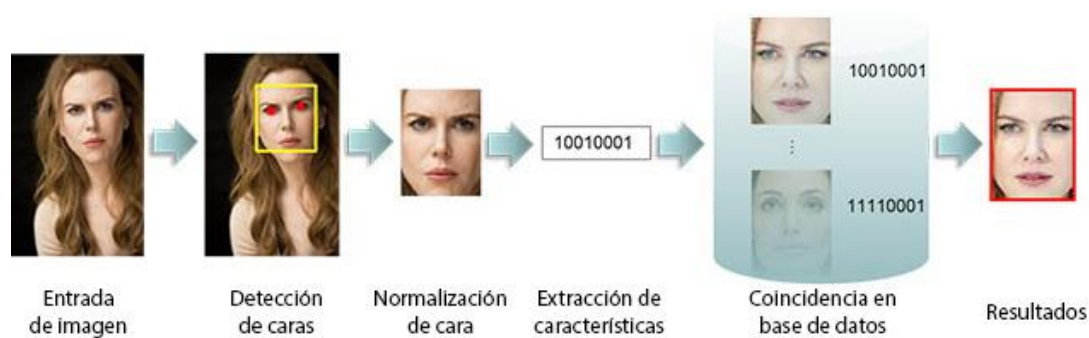 10010001
10010001
11110001
Entrada
de imagen
Detección
de caras
Normalización
de cara
Extracción de
características
Coincidencia en
base de datos
Resultados